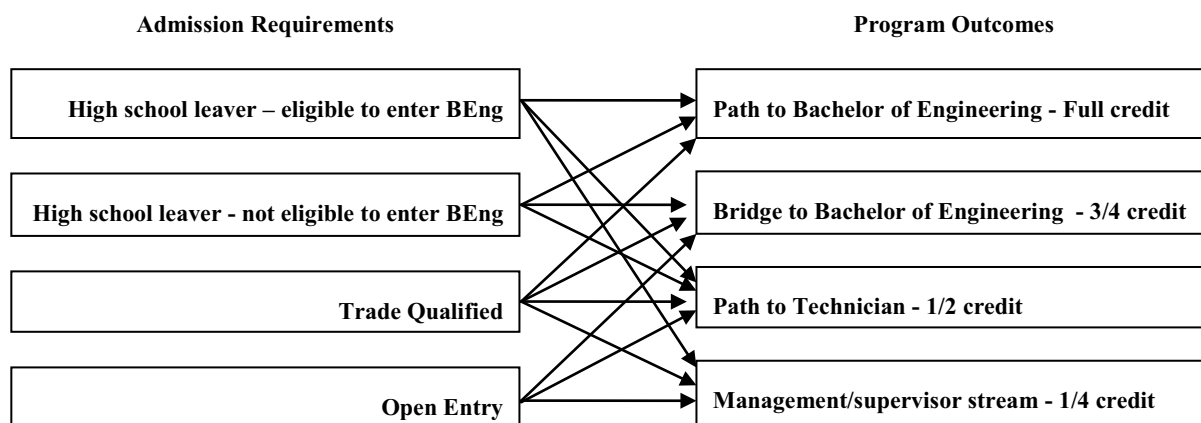 Admission Requirements
Program Outcomes
High school leaver – eligible to enter BEng
Path to Bachelor of Engineering - Full credit
High school leaver - not eligible to enter BEng
Bridge to Bachelor of Engineering - 3/4 credit
Trade Qualified
Path to Technician - 1/2 credit
Open Entry
Management/supervisor stream - 1/4 credit